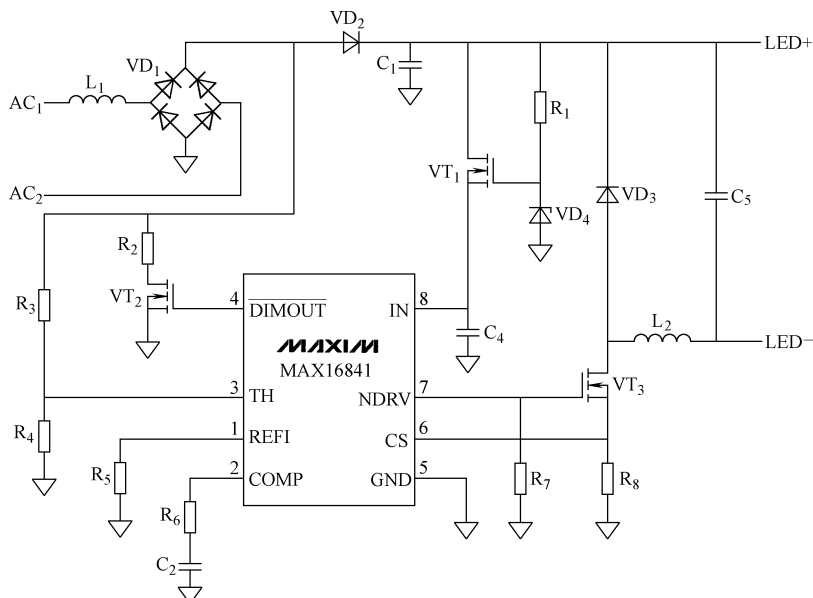 VD₂
LED+
VD₁
C₁
L₁
AC₁
R₁
VT₁
AC₂
VD₄
VD₃
C₅
R₂
R₃
VT₂
4 DIMOUT
IN 8
C₄
L₂
LED−
MAXIM
MAX16841
VT₃
3 TH
NDRV 7
R₄
1 REFI
CS 6
R₅
2 COMP
GND 5
R₇
R₈
R₆
C₂